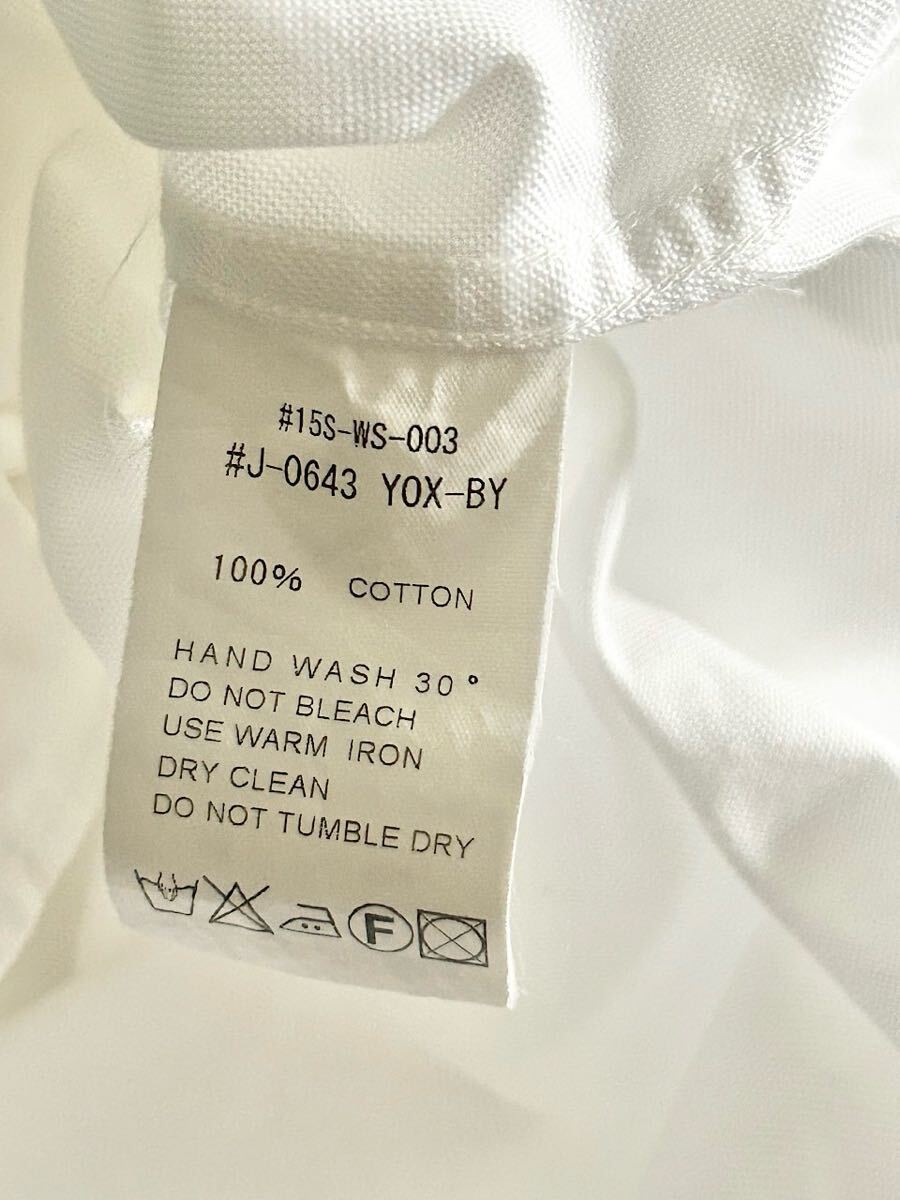 #15S-WS-003
#J-0643 YOX-BY
100% COTTON
HAND WASH 30°
DO NOT BLEACH
USE WARM IRON
DRY CLEAN
DO NOT TUMBLE DRY
F